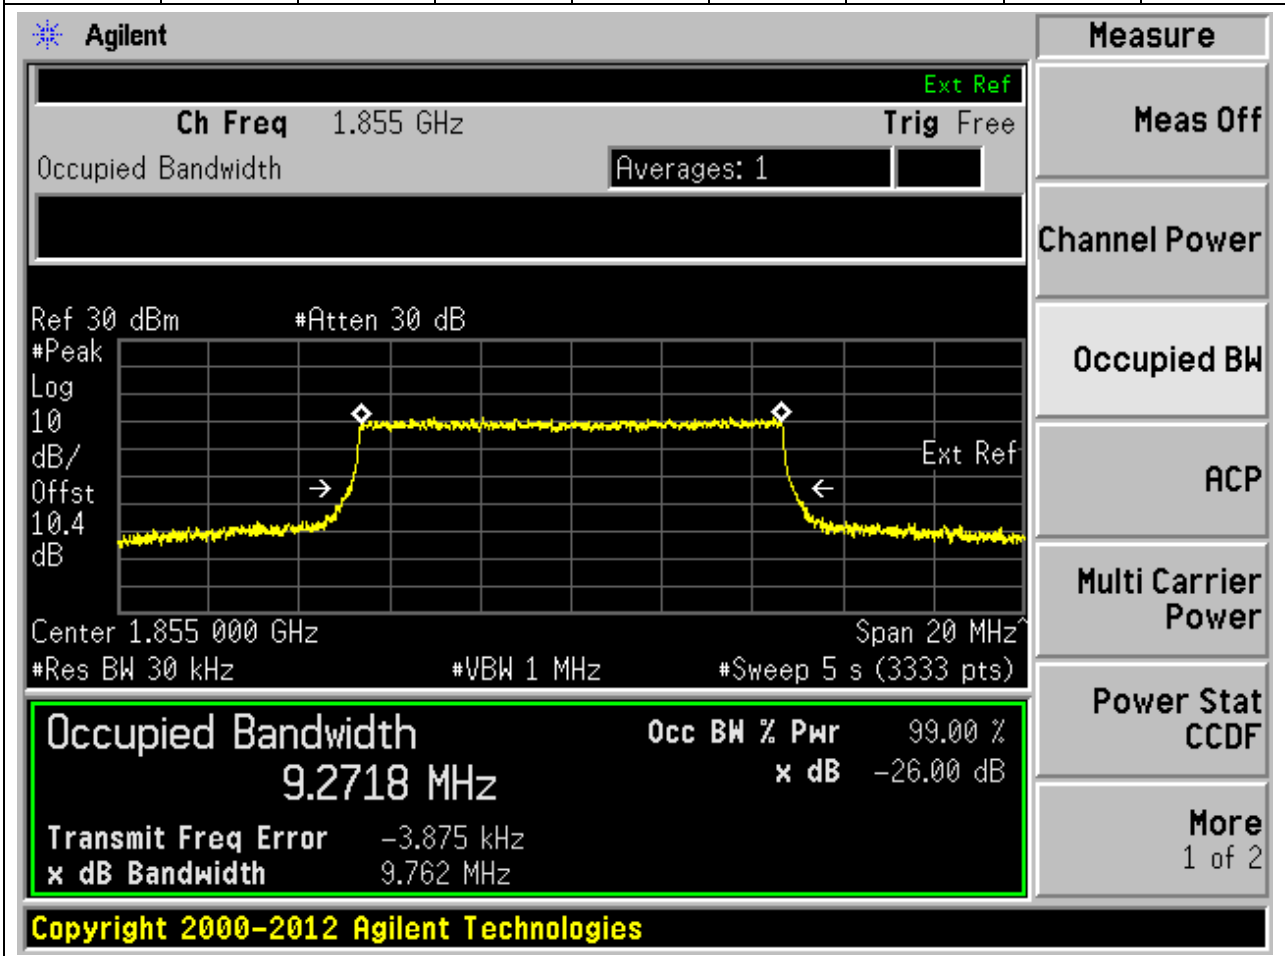 Agilent
Measure
Ext Ref
Ch Freq 1.855 GHz Trig Free
Occupied Bandwidth Averages: 1
Ref 30 dBm #Atten 30 dB
#Peak
Log
10
dB/
Offst
10.4
dB
Ext Ref
Center 1.855 000 GHz Span 20 MHz^
#Res BW 30 kHz #VBW 1 MHz #Sweep 5 s (3333 pts)
Occupied Bandwidth Occ BW % Pwr 99.00 %
9.2718 MHz x dB -26.00 dB
Transmit Freq Error -3.875 kHz
x dB Bandwidth 9.762 MHz
Copyright 2000-2012 Agilent Technologies
Meas Off
Channel Power
Occupied BW
ACP
Multi Carrier
Power
Power Stat
CCDF
More
1 of 2